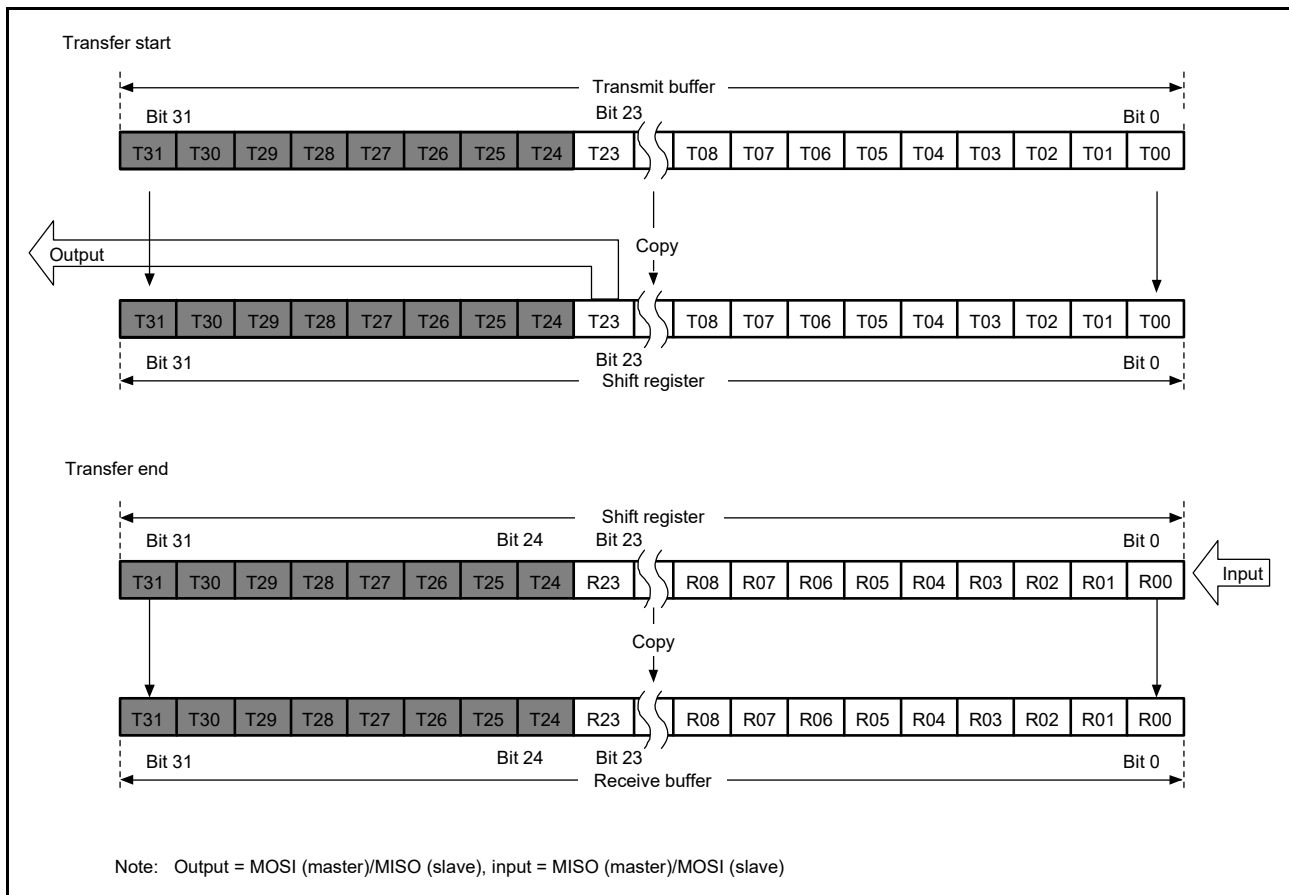 Transfer start
Transmit buffer
Bit 31 Bit 23 Bit 0
T31 T30 T29 T28 T27 T26 T25 T24 T23 T08 T07 T06 T05 T04 T03 T02 T01 T00
Output Copy
T31 T30 T29 T28 T27 T26 T25 T24 T23 T08 T07 T06 T05 T04 T03 T02 T01 T00
Bit 31 Bit 23 Bit 0
Shift register
Transfer end
Shift register
Bit 31 Bit 24 Bit 23 Bit 0
T31 T30 T29 T28 T27 T26 T25 T24 R23 R08 R07 R06 R05 R04 R03 R02 R01 R00 Input
Copy
T31 T30 T29 T28 T27 T26 T25 T24 R23 R08 R07 R06 R05 R04 R03 R02 R01 R00
Bit 31 Bit 24 Bit 23 Bit 0
Receive buffer
Note: Output = MOSI (master)/MISO (slave), input = MISO (master)/MOSI (slave)